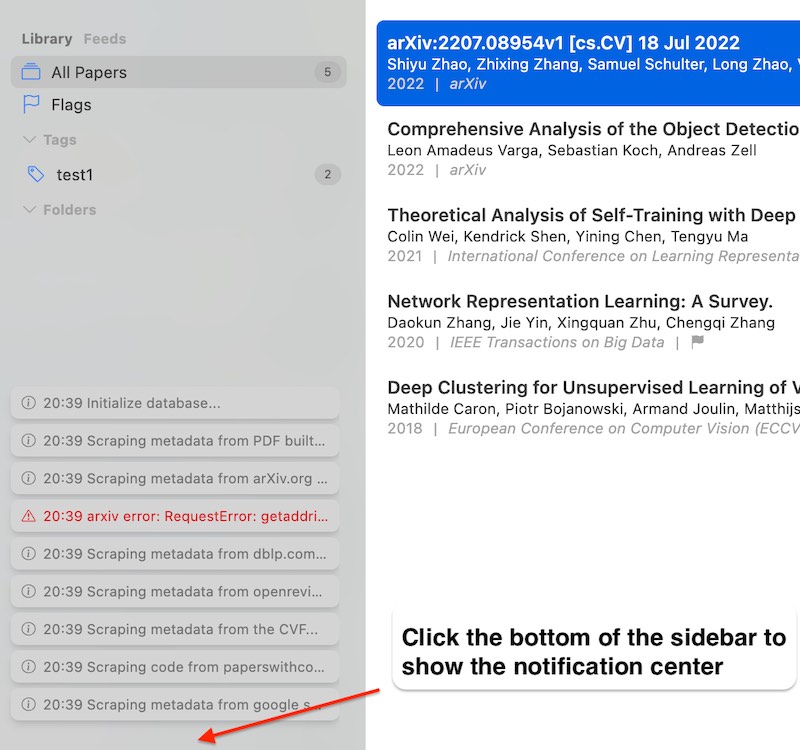 Library Feeds
All Papers 5
Flags
Tags
test1 2
Folders
20:39 Initialize database...
20:39 Scraping metadata from PDF built...
20:39 Scraping metadata from arXiv.org ...
20:39 arxiv error: RequestError: getaddri...
20:39 Scraping metadata from dblp.com...
20:39 Scraping metadata from openrevi...
20:39 Scraping metadata from the CVF...
20:39 Scraping code from paperswithco...
20:39 Scraping metadata from google s...
arXiv:2207.08954v1 [cs.CV] 18 Jul 2022
Shiyu Zhao, Zhixing Zhang, Samuel Schulter, Long Zhao,
2022 | arXiv
Comprehensive Analysis of the Object Detectio
Leon Amadeus Varga, Sebastian Koch, Andreas Zell
2022 | arXiv
Theoretical Analysis of Self-Training with Deep
Colin Wei, Kendrick Shen, Yining Chen, Tengyu Ma
2021 | International Conference on Learning Representa
Network Representation Learning: A Survey.
Daokun Zhang, Jie Yin, Xingquan Zhu, Chengqi Zhang
2020 | IEEE Transactions on Big Data |
Deep Clustering for Unsupervised Learning of V
Mathilde Caron, Piotr Bojanowski, Armand Joulin, Matthijs
2018 | European Conference on Computer Vision (ECCV
Click the bottom of the sidebar to
show the notification center